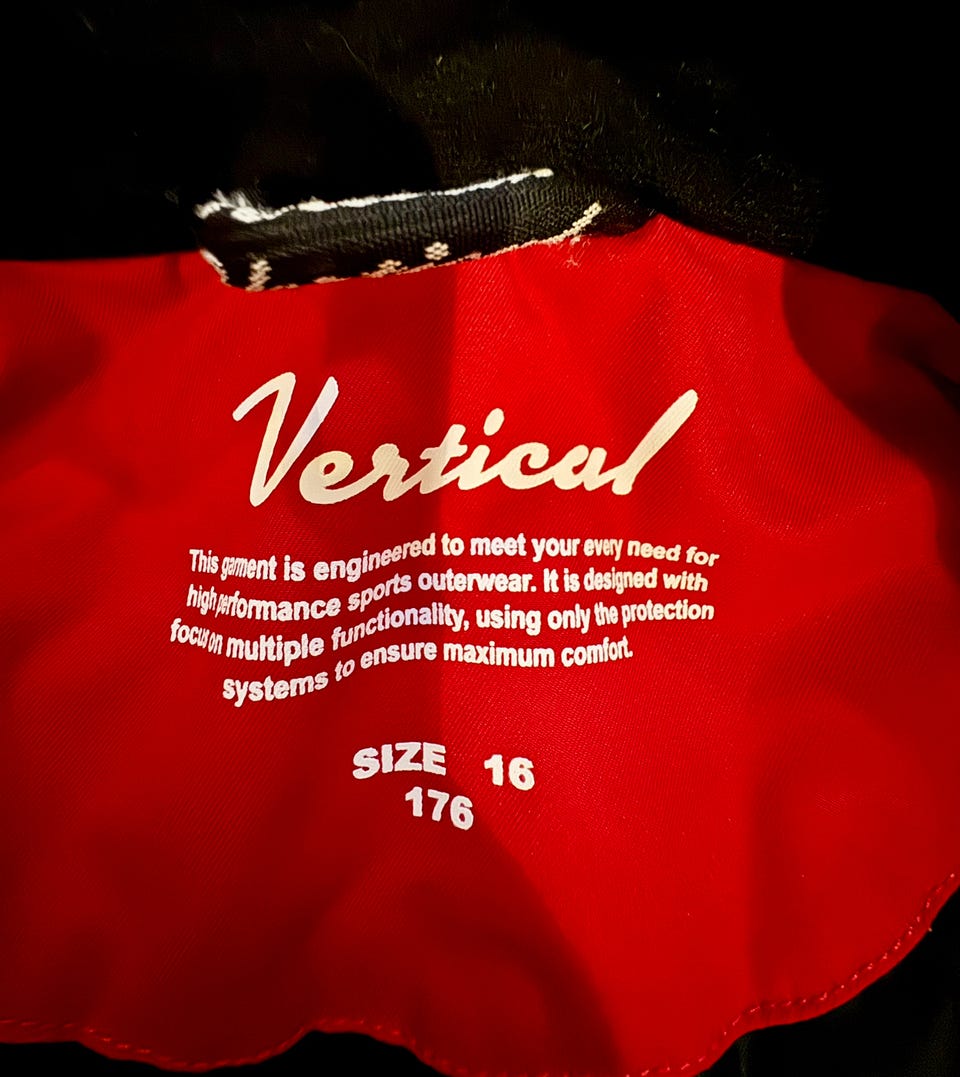 Vertical
This garment is engineered to meet your every need for
high performance sports outerwear. It is designed with
focus on multiple functionality, using only the protection
systems to ensure maximum comfort.
SIZE 16
176